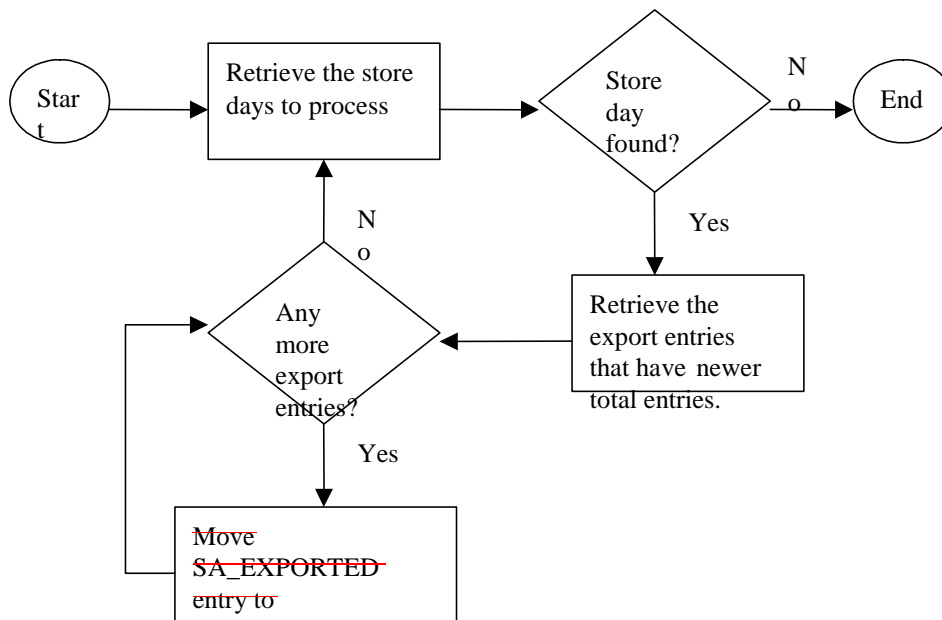 Star
t
Retrieve the store
days to process
Store
day
found?
N
o
End
Yes
N
o
Any
more
export
entries?
Retrieve the
export entries
that have newer
total entries.
Yes
Move
SA_EXPORTED
entry to